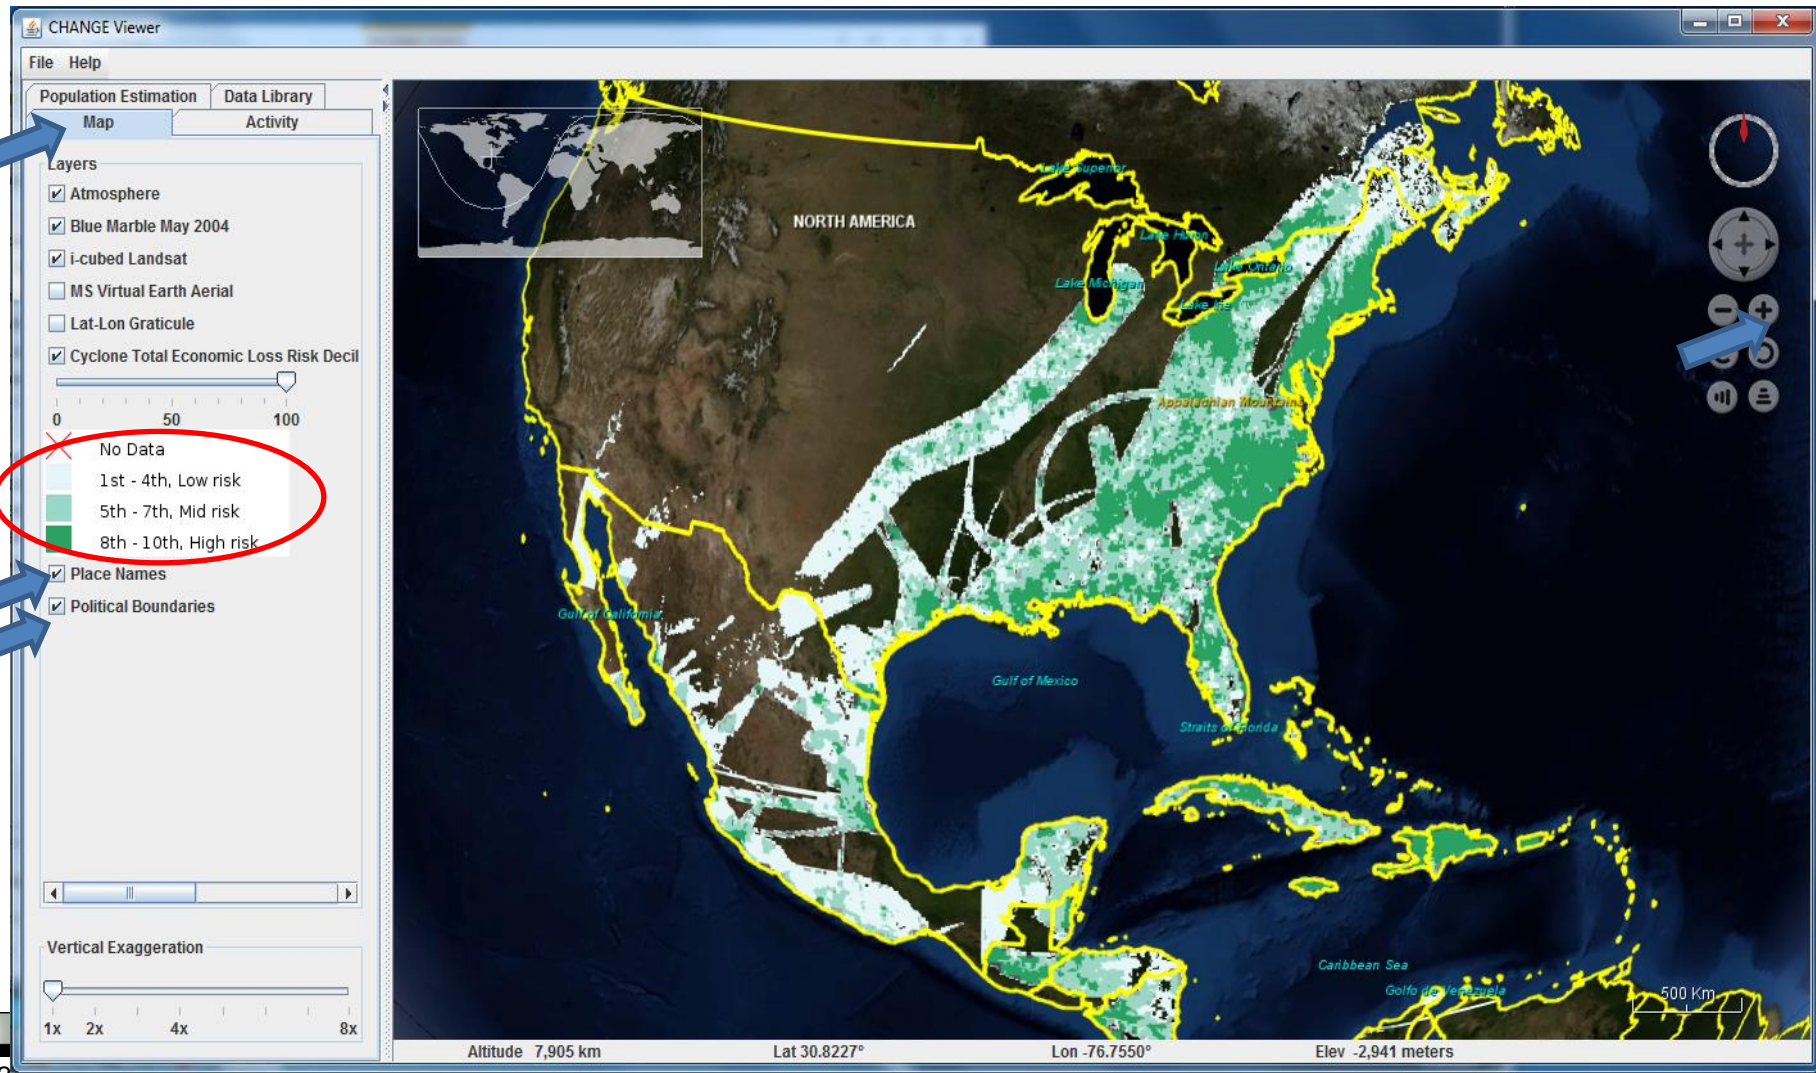 CHANGE Viewer
File Help
Population Estimation Data Library
Map Activity
Layers
Atmosphere
Blue Marble May 2004
i-cubed Landsat
MS Virtual Earth Aerial
Lat-Lon Graticule
Cyclone Total Economic Loss Risk Decil
0 50 100
No Data
1st - 4th, Low risk
5th - 7th, Mid risk
8th - 10th, High risk
Place Names
Political Boundaries
Vertical Exaggeration
1x 2x 4x 8x
NORTH AMERICA
Lake Superior
Lake Huron
Lake Ontario
Lake Michigan
Lake Erie
Appalachian Mountains
Gulf of California
Gulf of Mexico
Straits of Florida
Caribbean Sea
Golfo de Venezuela
500 Km
Altitude 7,905 km Lat 30.8227° Lon -76.7550° Elev -2,941 meters